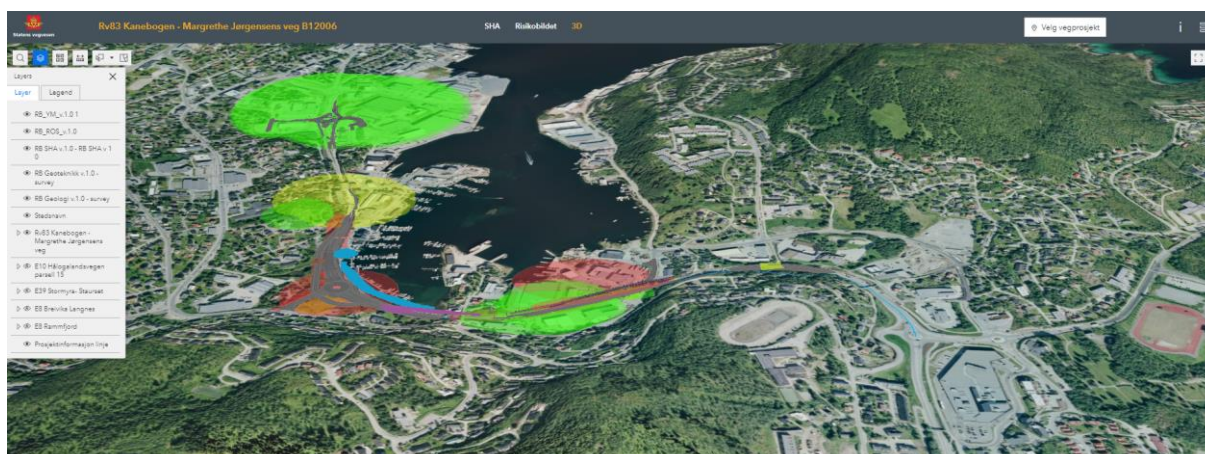 Statens vegvesen
Rv83 Kanebogen - Margrethe Jørgensens veg B12006
SHA Risikobildet 3D
Velg vegprosjekt
Layers
Layer Legend
RB_YM_v.1.0 1
RB_ROS_v.1.0
RB SHA v.1.0 - RB SHA v 1
0
RB Geoteknikk v.1.0 -
survey
RB Geologi v.1.0 - survey
Stadsnavn
Rv83 Kanebogen -
Margrethe Jørgensens
veg
E10 Hålogalandsvegen
parsell 15
E39 Stormyra- Staurset
E8 Breivika Langnes
E8 Ramnfjord
Prosjektinformasjon linje